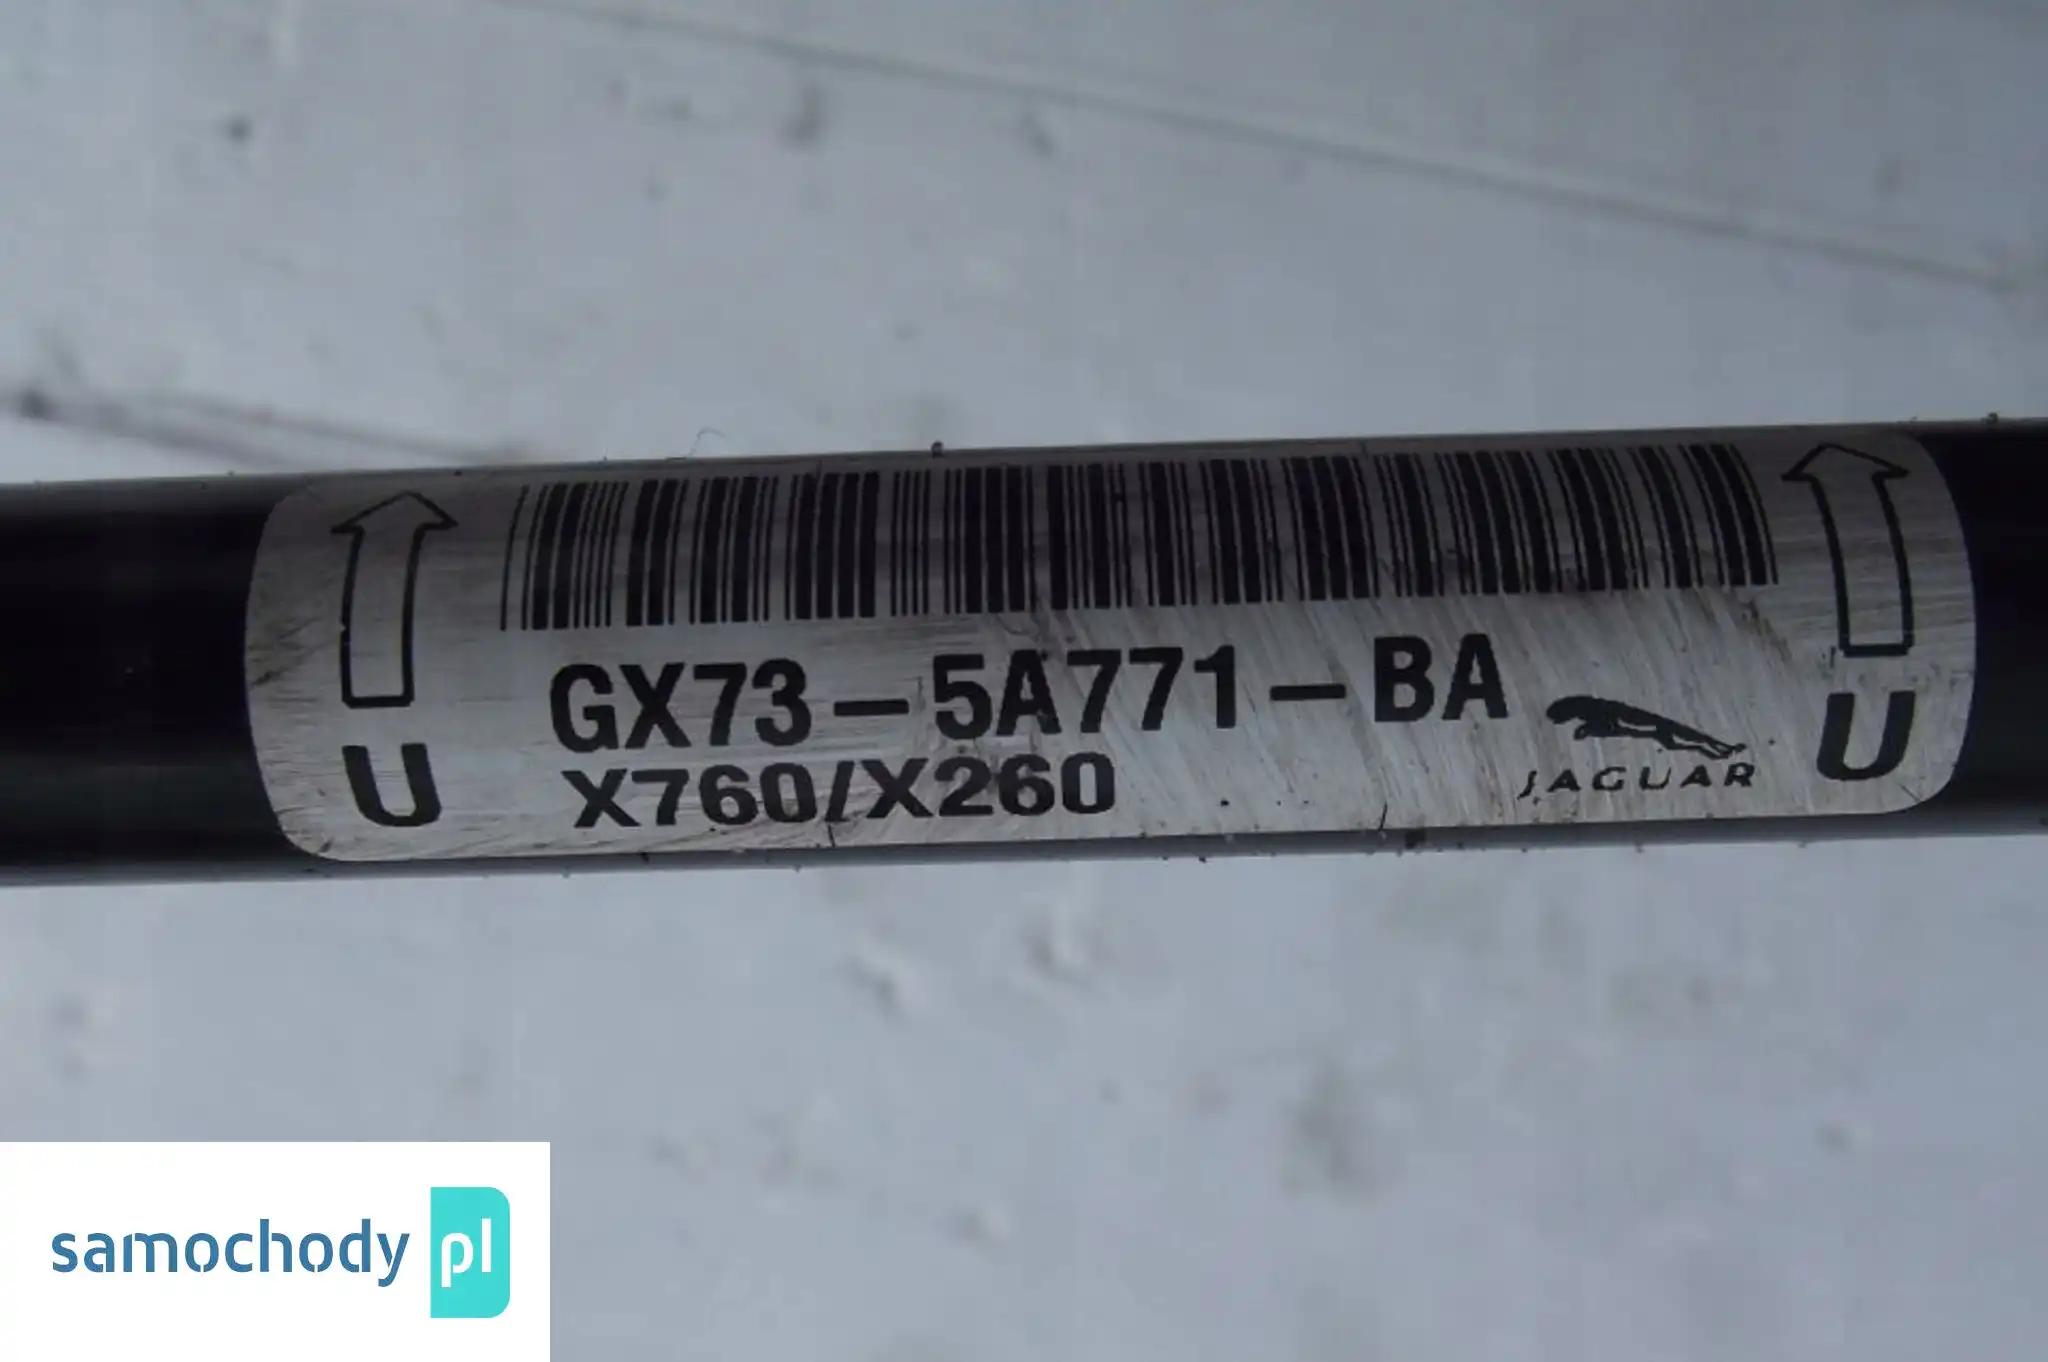 GX73-5A771-BA
X760/X260
JAGUAR
U
U
samochody pl